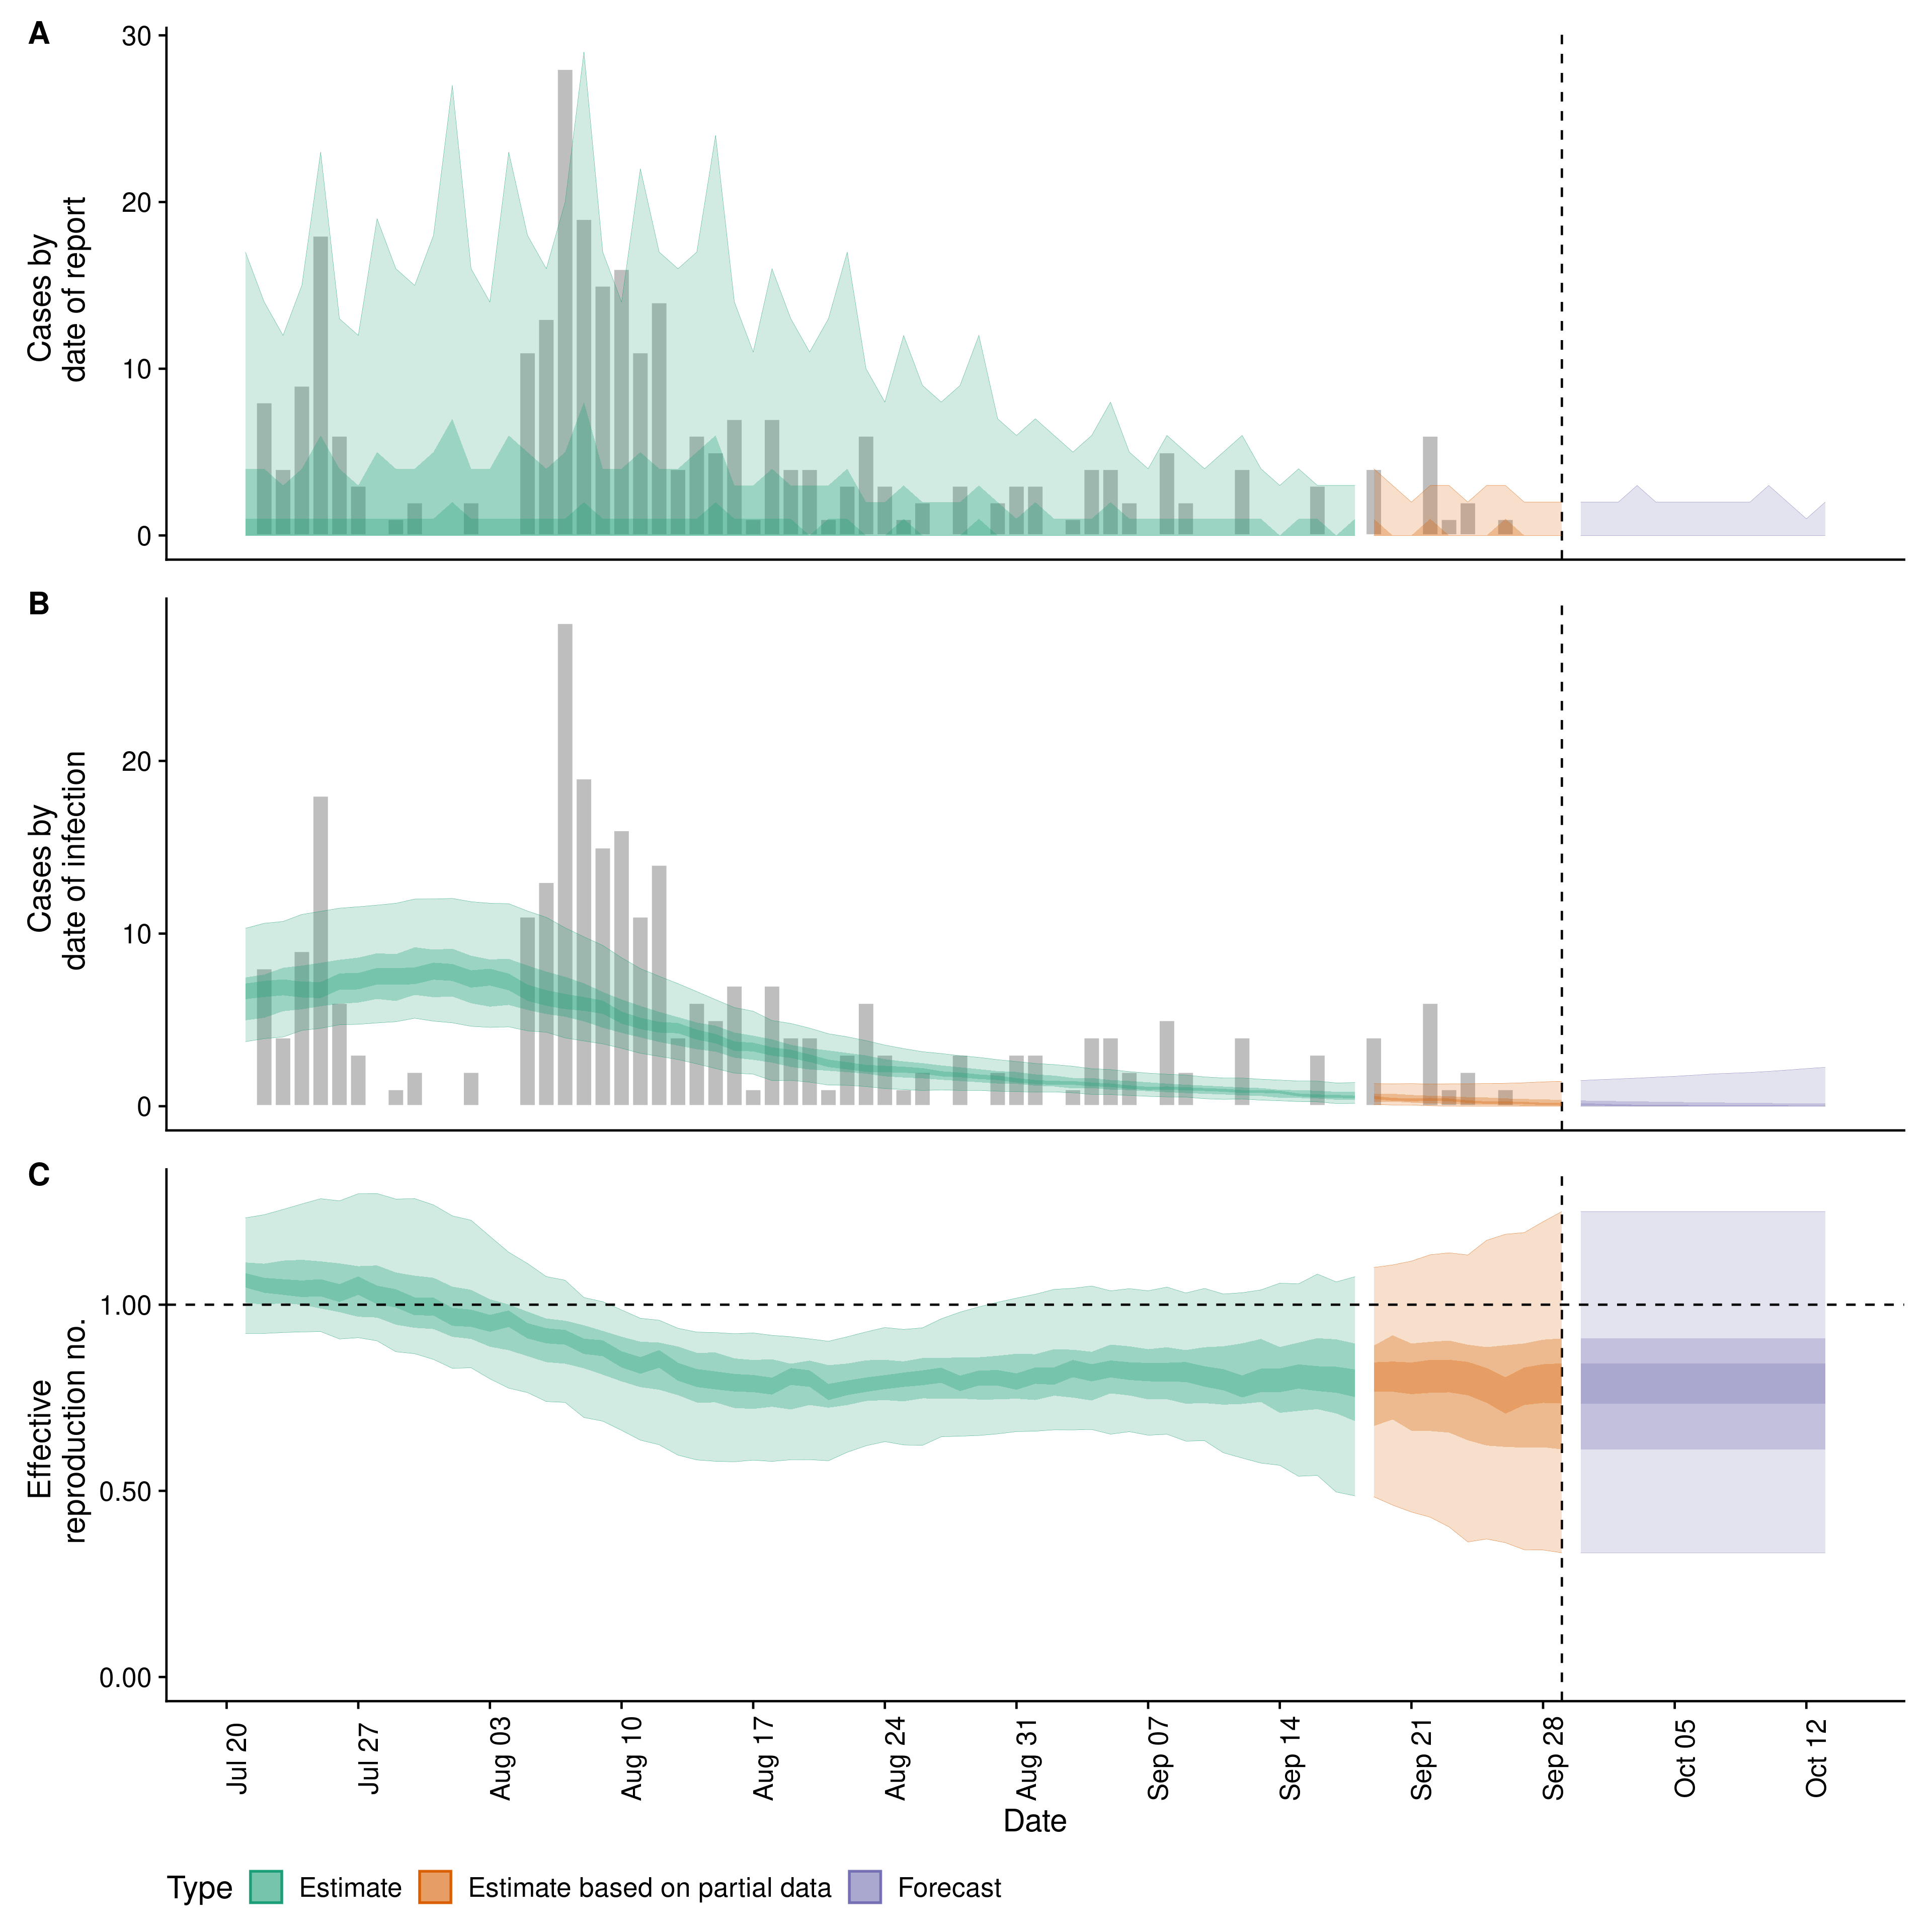 A
30
20
10
0
Cases by
date of report
B
20
10
0
Cases by
date of infection
C
1.00
0.50
0.00
Effective
reproduction no.
Jul 20
Jul 27
Aug 03
Aug 10
Aug 17
Aug 24
Aug 31
Sep 07
Sep 14
Sep 21
Sep 28
Oct 05
Oct 12
Date
Type Estimate Estimate based on partial data Forecast